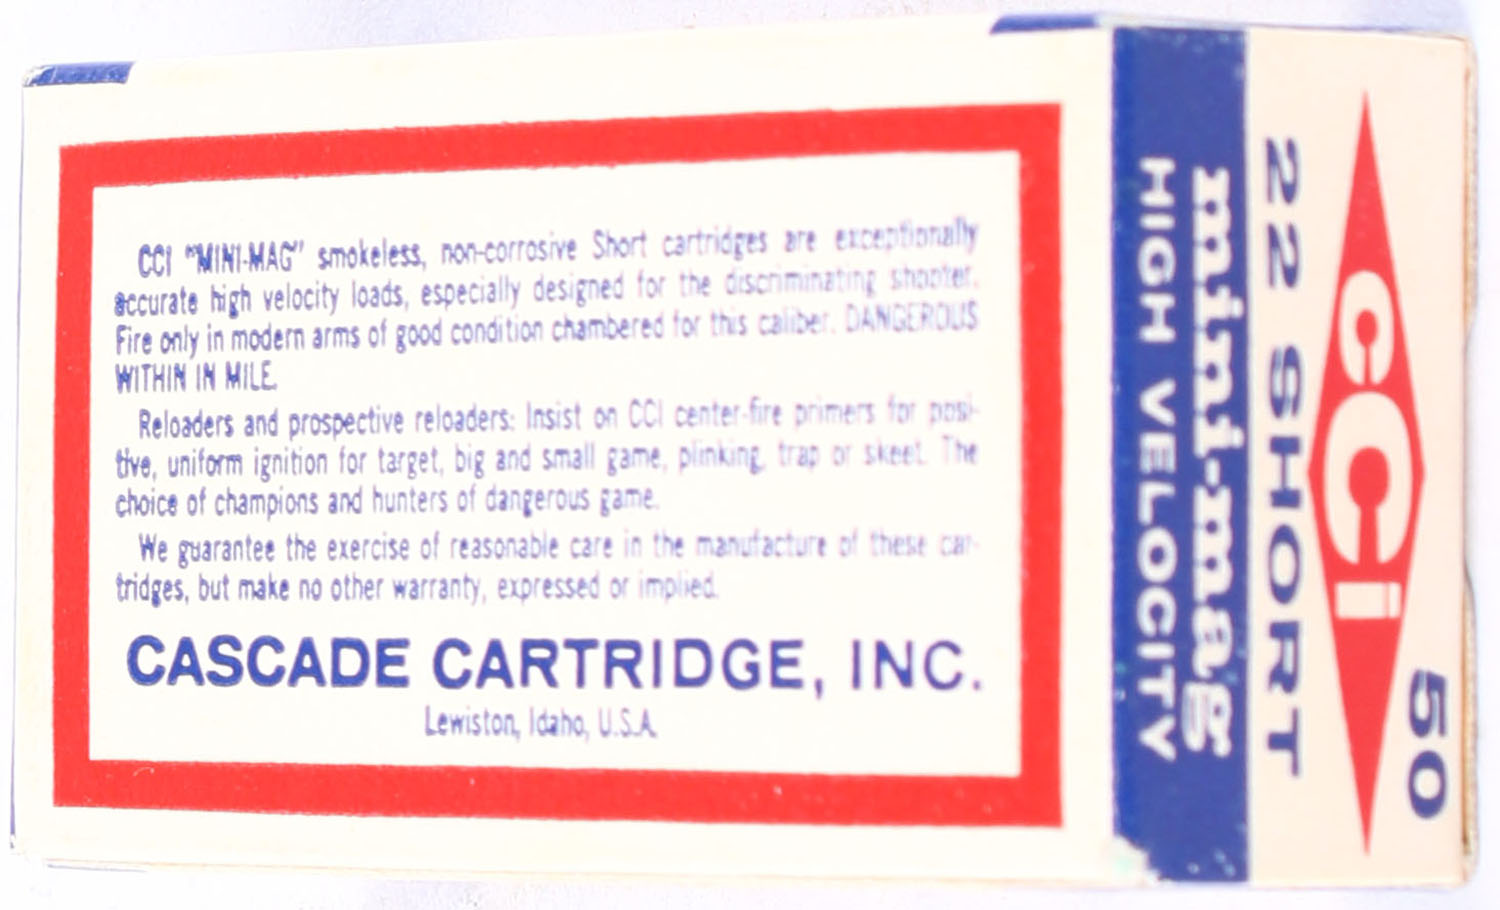 CCI "MINI-MAG" smokeless, non-corrosive Short cartridges are exceptionally
accurate high velocity loads, especially designed for the discriminating shooter.
Fire only in modern arms of good condition chambered for this caliber. DANGEROUS
WITHIN IN MILE.
Reloaders and prospective reloaders: Insist on CCI center-fire primers for posi-
tive, uniform ignition for target, big and small game, plinking, trap or skeet. The
choice of champions and hunters of dangerous game.
We guarantee the exercise of reasonable care in the manufacture of these car-
tridges, but make no other warranty, expressed or implied.
CASCADE CARTRIDGE, INC.
Lewiston, Idaho, U.S.A.
50
CCI
22 SHORT
mini-mag
HIGH VELOCITY